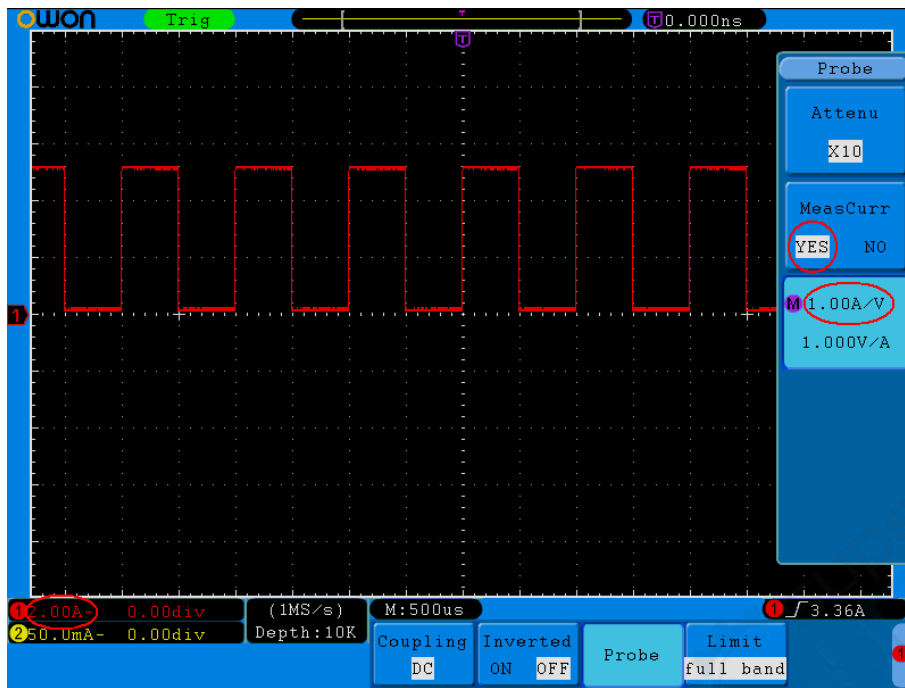 owon Trig T 0.000ns
T
Probe
Attenu
X10
MeasCurr
YES NO
M 1.00A/V
1.000V/A
1
1 2.00A- 0.00div (1MS/s) M:500us 1 3.36A
2 50.0mA- 0.00div Depth:10K
Coupling Inverted Probe Limit
DC ON OFF full band
1